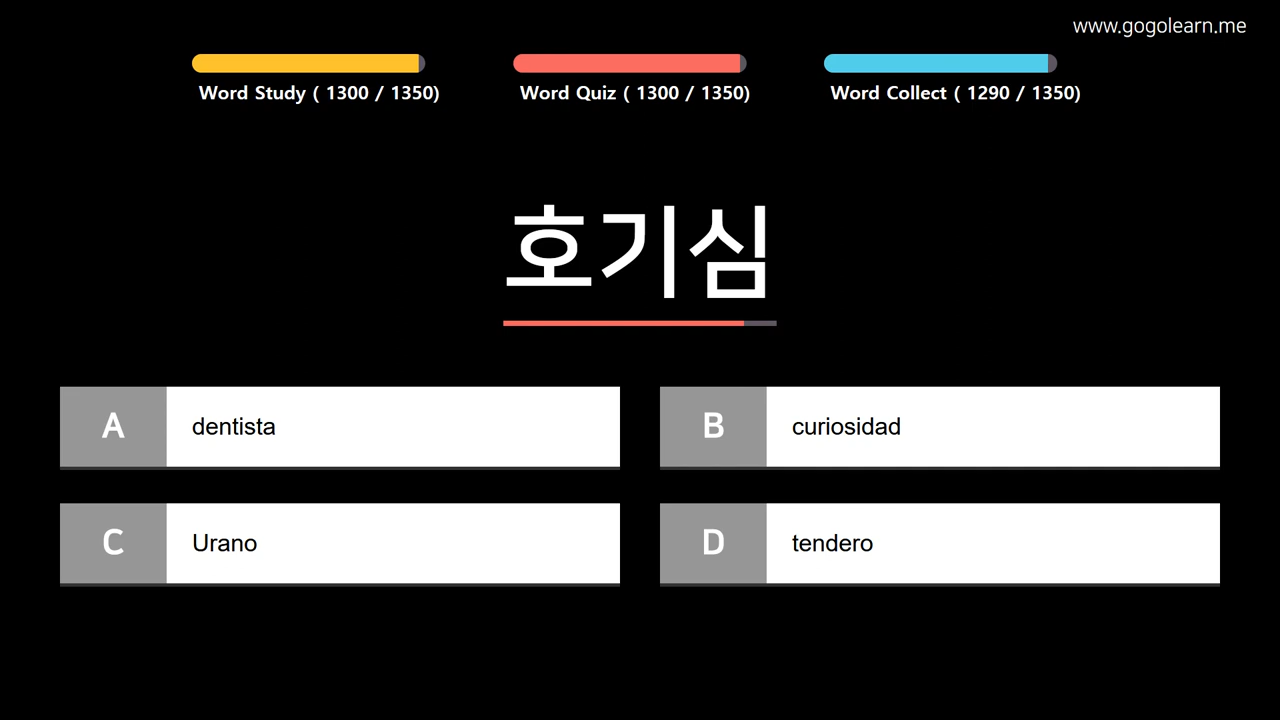 www.gogolearn.me
Word Study ( 1300 / 1350)
Word Quiz ( 1300 / 1350)
Word Collect ( 1290 / 1350)
호기심
A dentista
B curiosidad
C Urano
D tendero